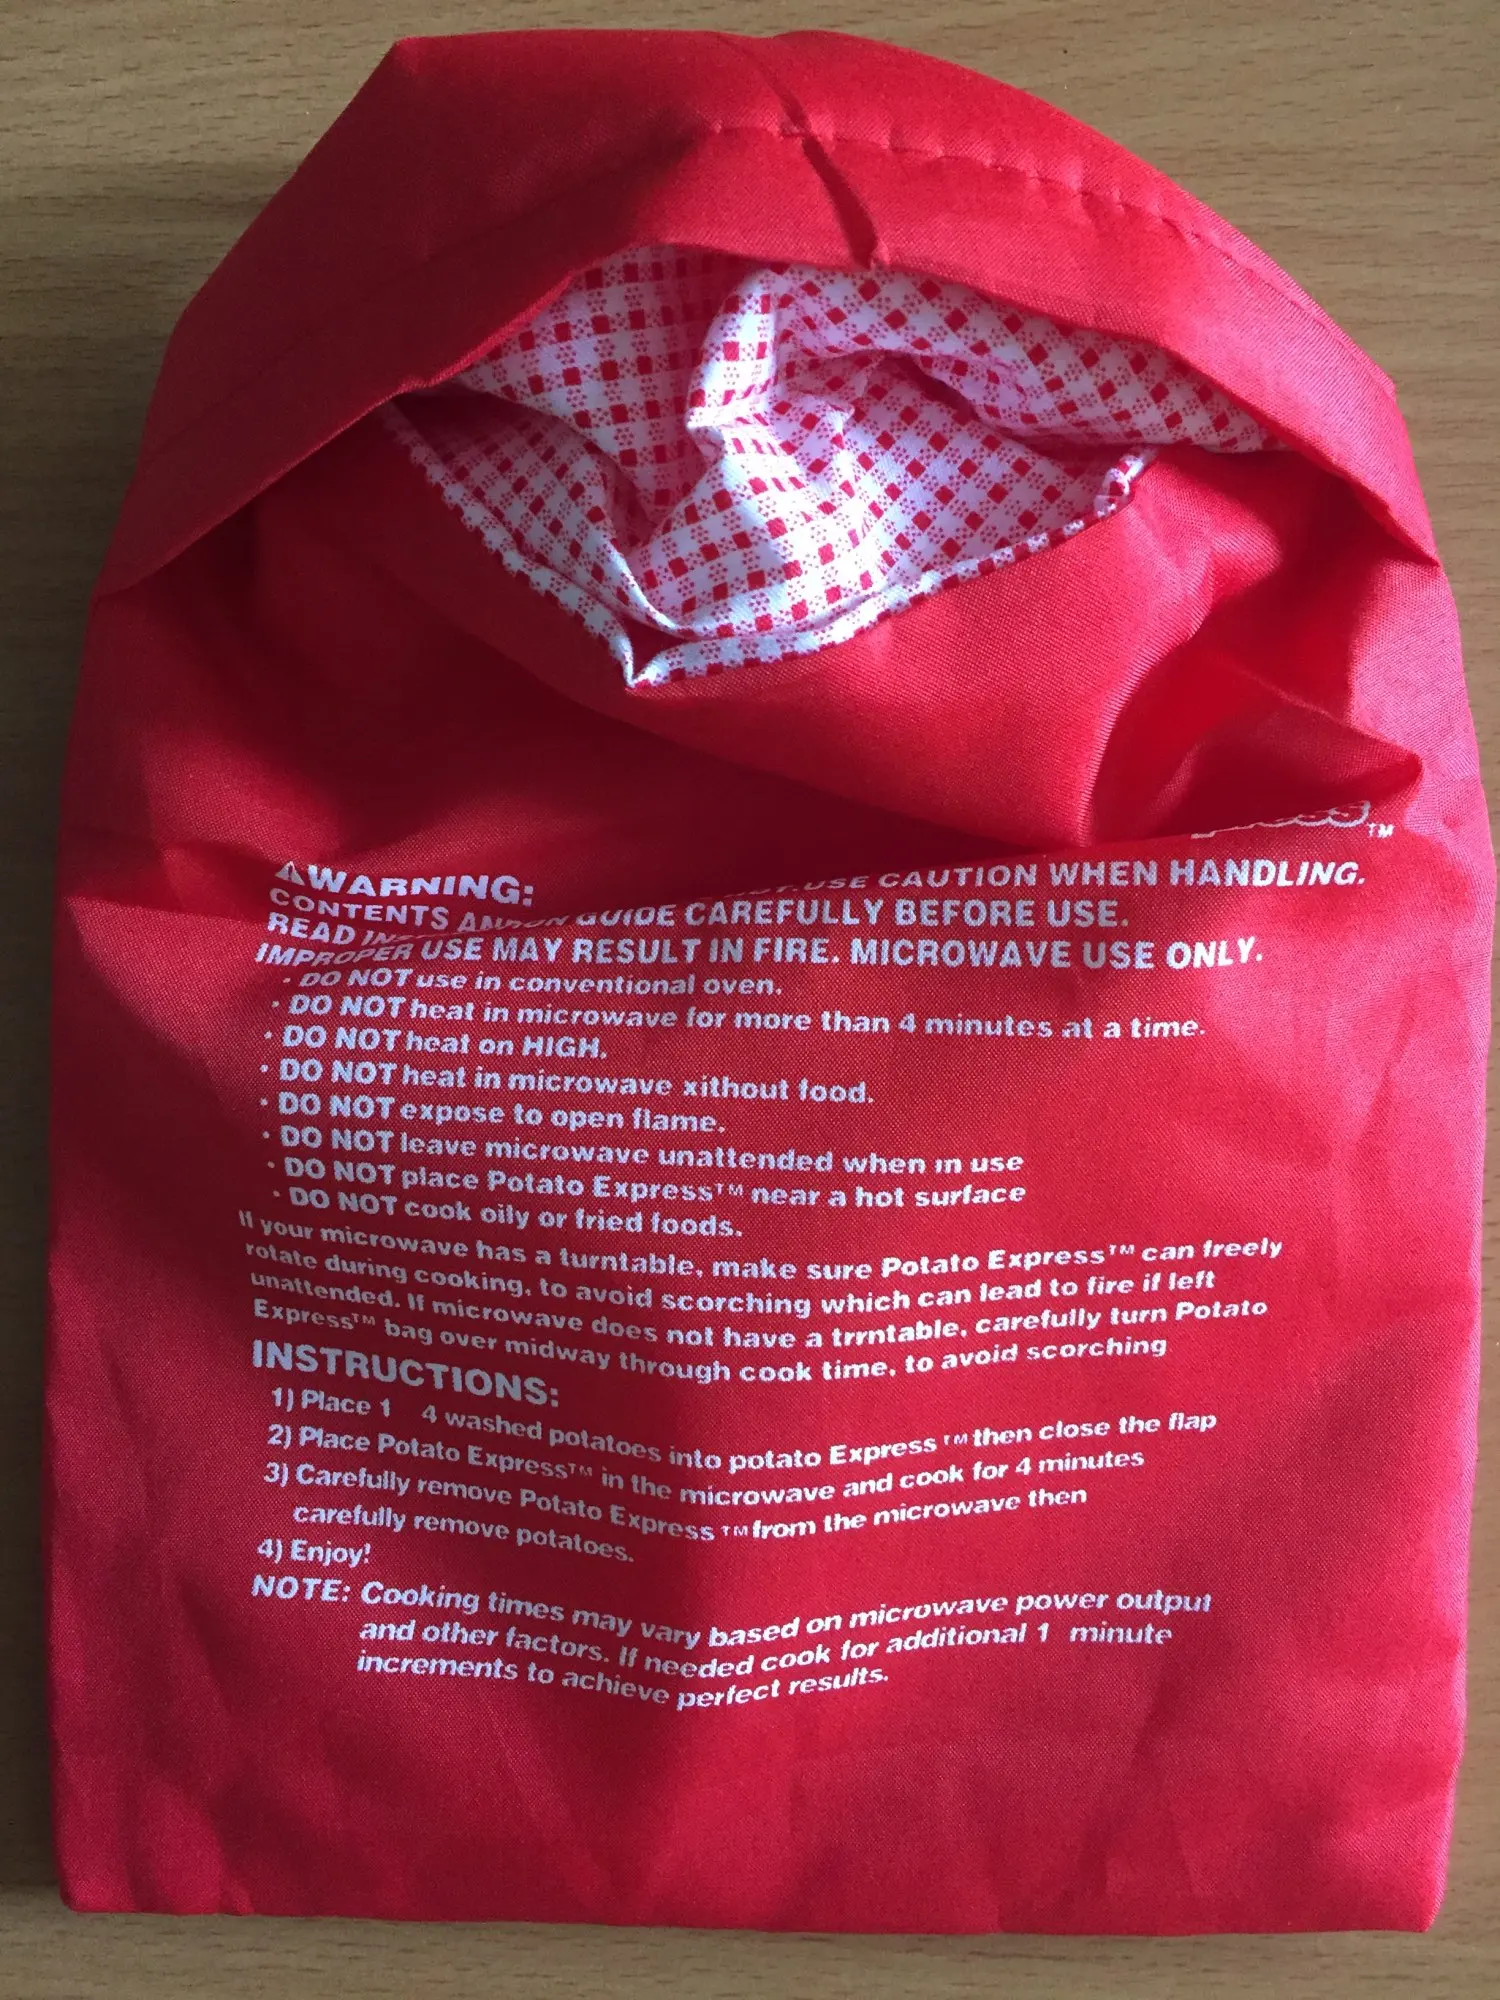 TM
⚠WARNING:
CONTENTS USE CAUTION WHEN HANDLING.
READ GUIDE CAREFULLY BEFORE USE.
IMPROPER USE MAY RESULT IN FIRE. MICROWAVE USE ONLY.
· DO NOT use in conventional oven.
· DO NOT heat in microwave for more than 4 minutes at a time.
· DO NOT heat on HIGH.
· DO NOT heat in microwave xithout food.
· DO NOT expose to open flame.
· DO NOT leave microwave unattended when in use
· DO NOT place Potato Express™ near a hot surface
· DO NOT cook oily or fried foods.
If your microwave has a turntable, make sure Potato Express™ can freely
rotate during cooking, to avoid scorching which can lead to fire if left
unattended. If microwave does not have a trrntable, carefully turn Potato
Express™ bag over midway through cook time, to avoid scorching
INSTRUCTIONS:
1) Place 1 4 washed potatoes into potato Express™ then close the flap
2) Place Potato Express™ in the microwave and cook for 4 minutes
3) Carefully remove Potato Express™ from the microwave then
carefully remove potatoes.
4) Enjoy!
NOTE: Cooking times may vary based on microwave power output
and other factors. If needed cook for additional 1 minute
increments to achieve perfect results.